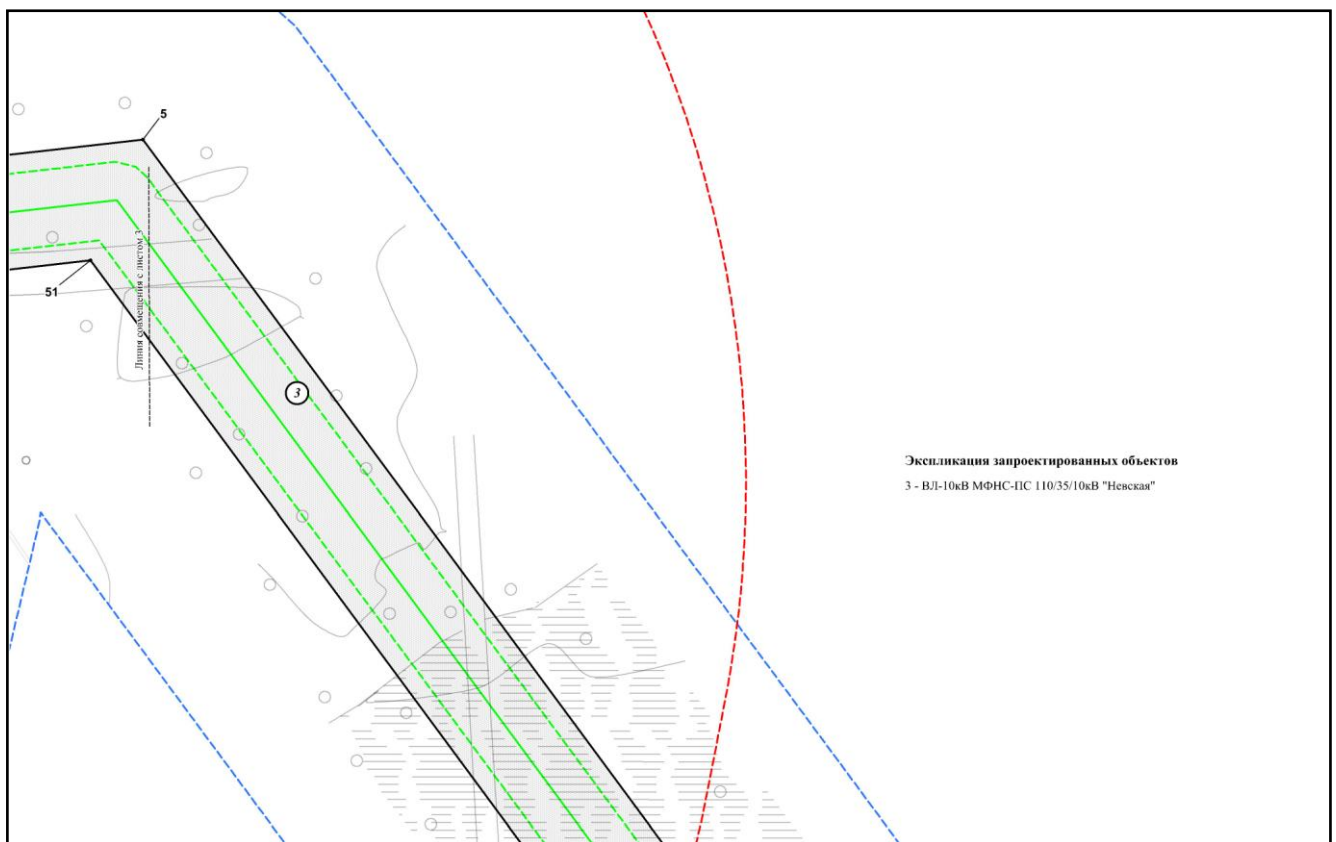 5
Линия совмещения с листом 3
51
3
Экспликация запроектированных объектов
3 - ВЛ-10кВ МФНС-ПС 110/35/10кВ "Невская"